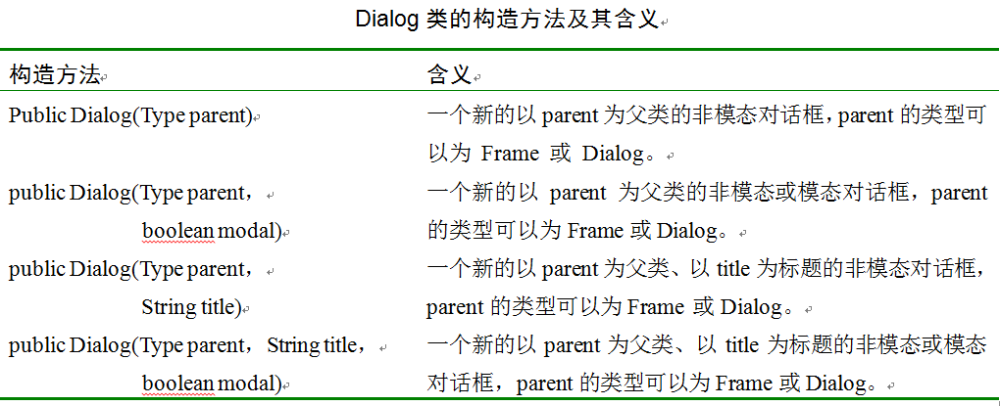 Dialog 类的构造方法及其含义
构造方法 含义
Public Dialog(Type parent) 一个新的以 parent 为父类的非模态对话框，parent 的类型可
以为 Frame 或 Dialog。
public Dialog(Type parent， 一个新的以 parent 为父类的非模态或模态对话框，parent
boolean modal) 的类型可以为 Frame 或 Dialog。
public Dialog(Type parent， 一个新的以 parent 为父类、以 title 为标题的非模态对话框，
String title) parent 的类型可以为 Frame 或 Dialog。
public Dialog(Type parent，String title， 一个新的以 parent 为父类、以 title 为标题的非模态或模态
boolean modal) 对话框，parent 的类型可以为 Frame 或 Dialog。